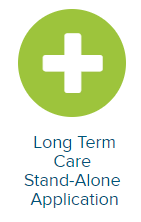 Long Term
Care
Stand-Alone
Application